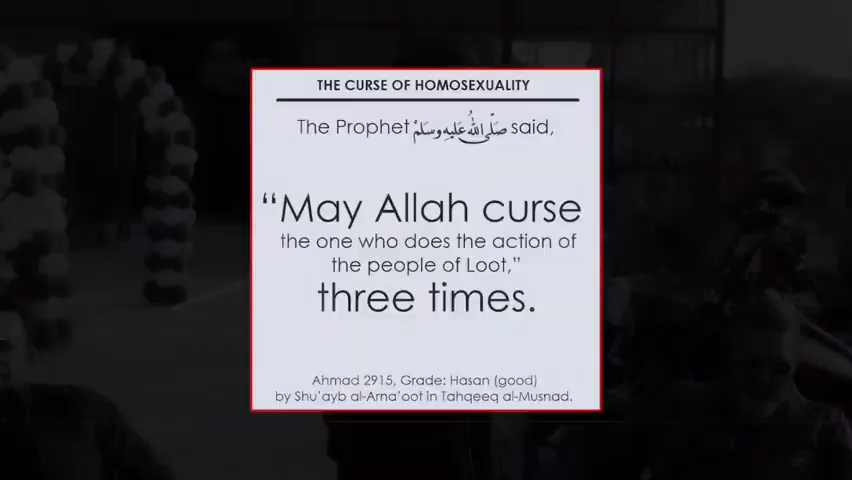 THE CURSE OF HOMOSEXUALITY
The Prophet صَلَّى اللهُ عَلَيْهِ وَسَلَّمَ said,
“May Allah curse
the one who does the action of
the people of Loot,”
three times.
Ahmad 2915, Grade: Hasan (good)
by Shu’ayb al-Arna’oot in Tahqeeq al-Musnad.